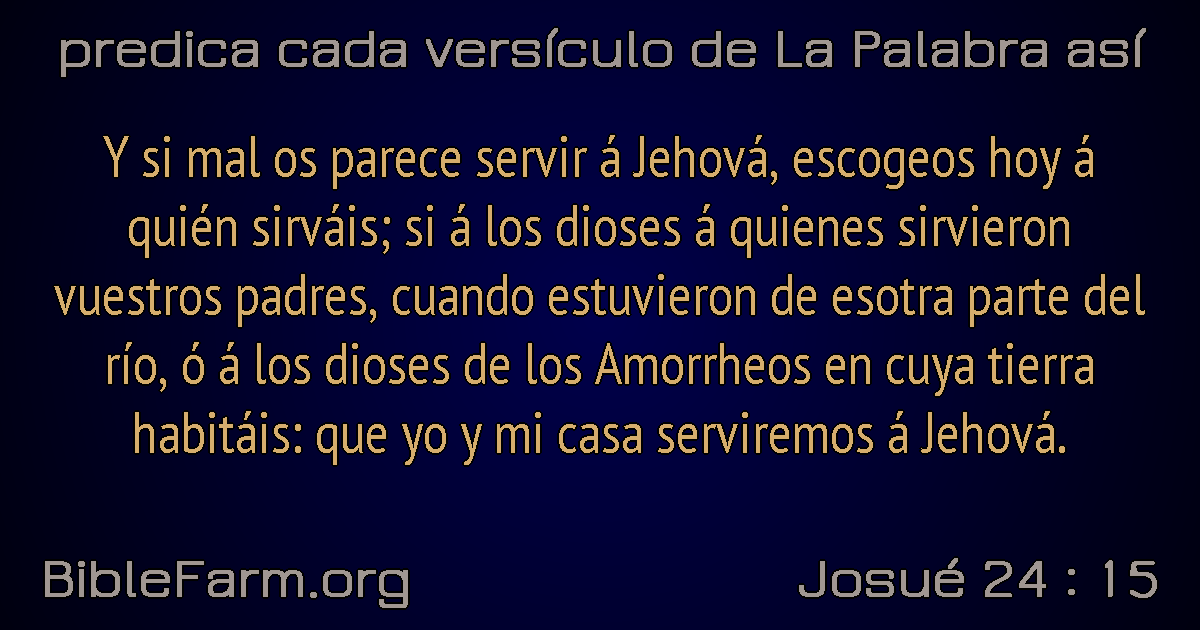 predica cada versículo de La Palabra así
Y si mal os parece servir á Jehová, escogeos hoy á
quién sirváis; si á los dioses á quienes sirvieron
vuestros padres, cuando estuvieron de esotra parte del
río, ó á los dioses de los Amorrheos en cuya tierra
habitáis: que yo y mi casa serviremos á Jehová.
BibleFarm.org
Josué 24 : 15